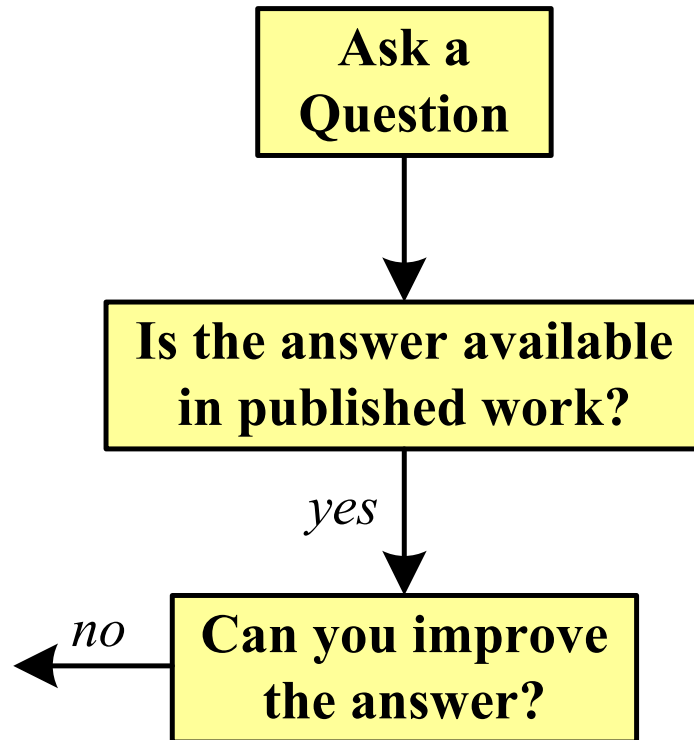 Ask a
Question
Is the answer available
in published work?
yes
no
Can you improve
the answer?